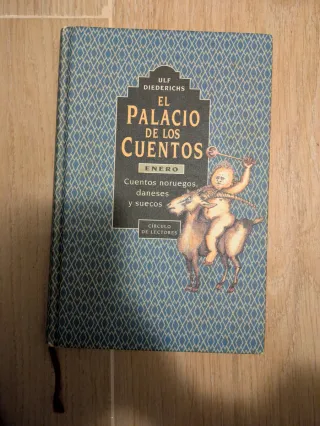 ULF
DIEDERICHS
EL
PALACIO
DE LOS
CUENTOS
ENERO
Cuentos noruegos,
daneses
y suecos
CÍRCULO
DE LECTORES